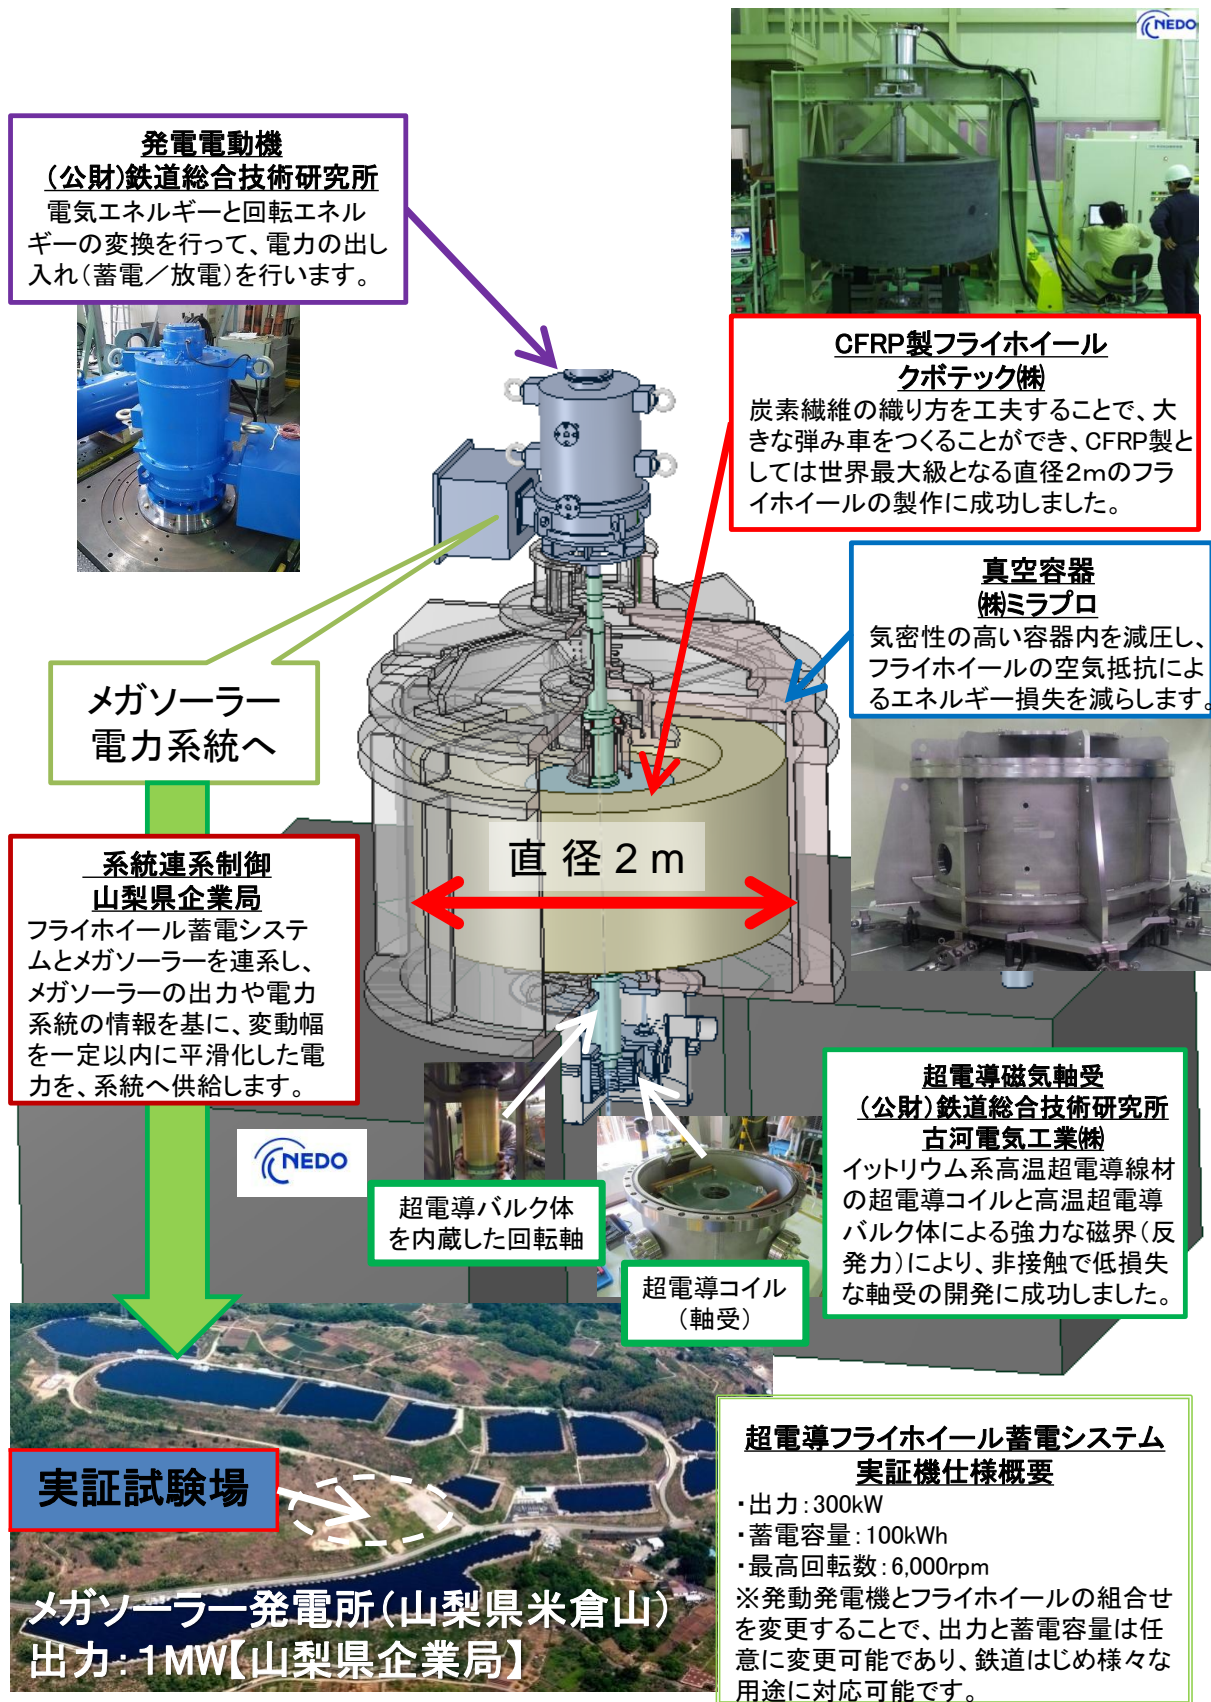 NEDO
発電電動機
(公財)鉄道総合技術研究所
電気エネルギーと回転エネル
ギーの変換を行って、電力の出し
入れ(蓄電／放電)を行います。
CFRP製フライホイール
クボテック㈱
炭素繊維の織り方を工夫することで、大
きな弾み車をつくることができ、CFRP製と
しては世界最大級となる直径2ｍのフラ
イホイールの製作に成功しました。
真空容器
㈱ミラプロ
気密性の高い容器内を減圧し、
フライホイールの空気抵抗によ
るエネルギー損失を減らします。
メガソーラー
電力系統へ
直径2m
系統連系制御
山梨県企業局
フライホイール蓄電システ
ムとメガソーラーを連系し、
メガソーラーの出力や電力
系統の情報を基に、変動幅
を一定以内に平滑化した電
力を、系統へ供給します。
NEDO
超電導バルク体
を内蔵した回転軸
超電導コイル
(軸受)
超電導磁気軸受
(公財)鉄道総合技術研究所
古河電気工業㈱
イットリウム系高温超電導線材
の超電導コイルと高温超電導
バルク体による強力な磁界(反
発力)により、非接触で低損失
な軸受の開発に成功しました。
実証試験場
メガソーラー発電所(山梨県米倉山)
出力:1MW【山梨県企業局】
超電導フライホイール蓄電システム
実証機仕様概要
・出力:300kW
・蓄電容量:100kWh
・最高回転数:6,000rpm
※発動発電機とフライホイールの組合せ
を変更することで、出力と蓄電容量は任
意に変更可能であり、鉄道はじめ様々な
用途に対応可能です。